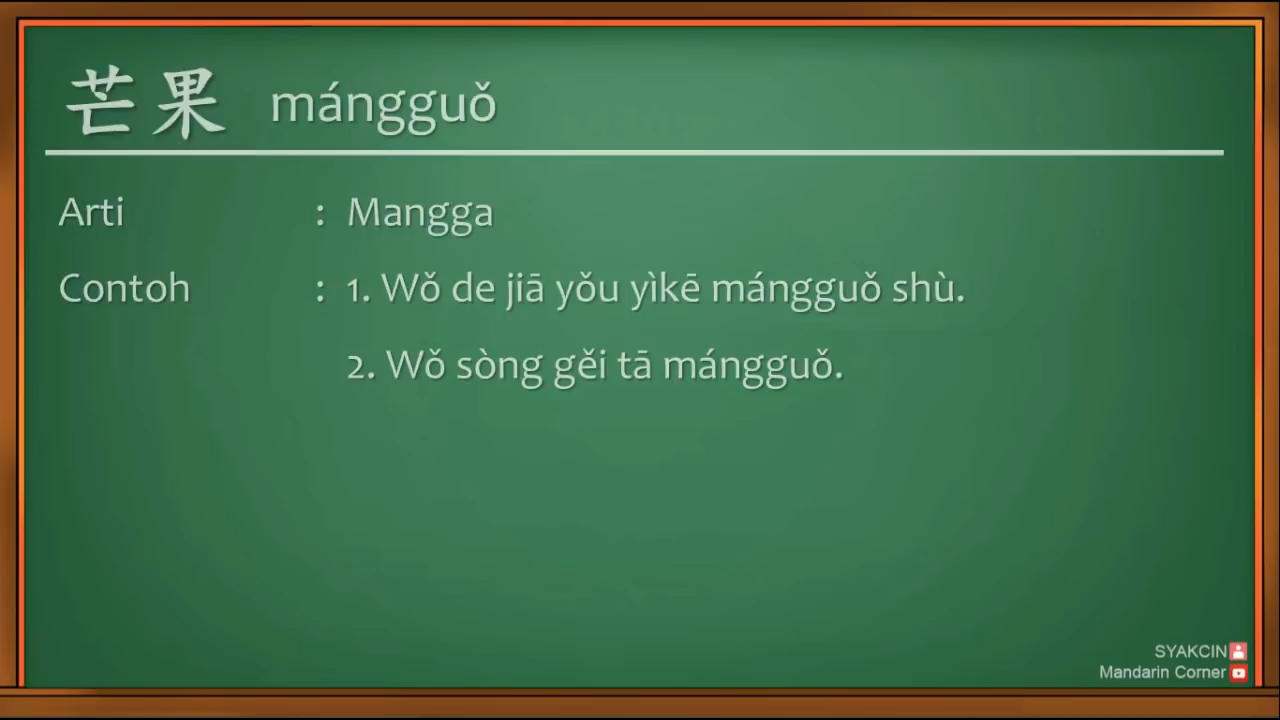 芒果 mángguǒ
Arti : Mangga
Contoh : 1. Wǒ de jiā yǒu yìkē mángguǒ shù.
2. Wǒ sòng gěi tā mángguǒ.
SYAKCIN
Mandarin Corner